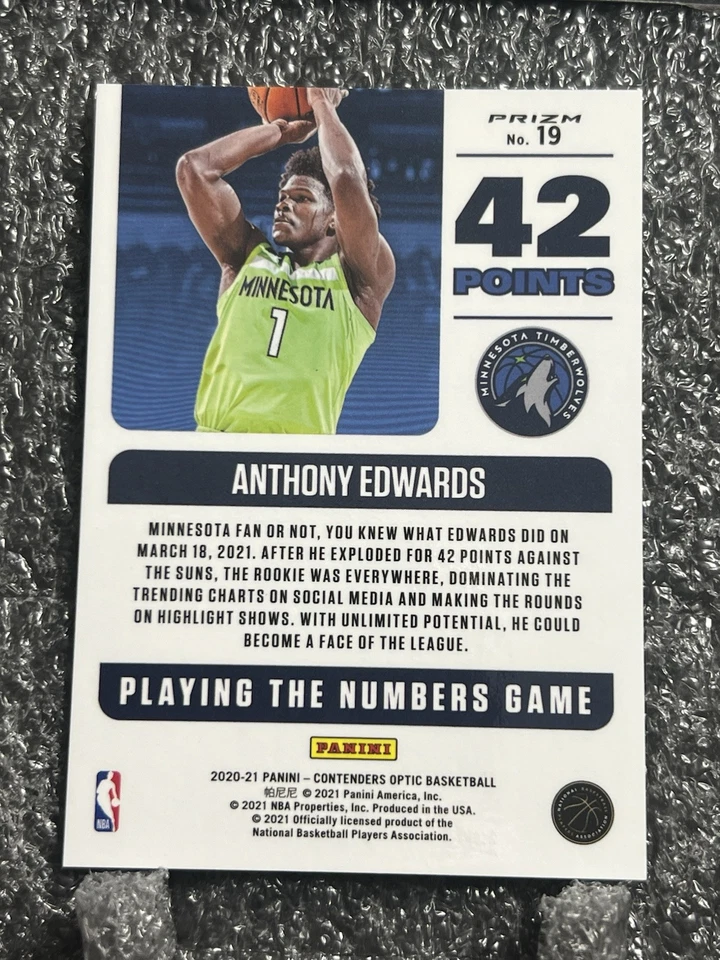 PRIZM
No. 19
42
POINTS
MINNESOTA TIMBERWOLVES
MINNESOTA
1
ANTHONY EDWARDS
MINNESOTA FAN OR NOT, YOU KNEW WHAT EDWARDS DID ON
MARCH 18, 2021. AFTER HE EXPLODED FOR 42 POINTS AGAINST
THE SUNS, THE ROOKIE WAS EVERYWHERE, DOMINATING THE
TRENDING CHARTS ON SOCIAL MEDIA AND MAKING THE ROUNDS
ON HIGHLIGHT SHOWS. WITH UNLIMITED POTENTIAL, HE COULD
BECOME A FACE OF THE LEAGUE.
PLAYING THE NUMBERS GAME
PANINI
2020-21 PANINI – CONTENDERS OPTIC BASKETBALL
帕尼尼 © 2021 Panini America, Inc.
© 2021 NBA Properties, Inc. Produced in the USA.
© 2021 Officially licensed product of the
National Basketball Players Association.
NBA
NATIONAL BASKETBALL PLAYERS ASSOCIATION